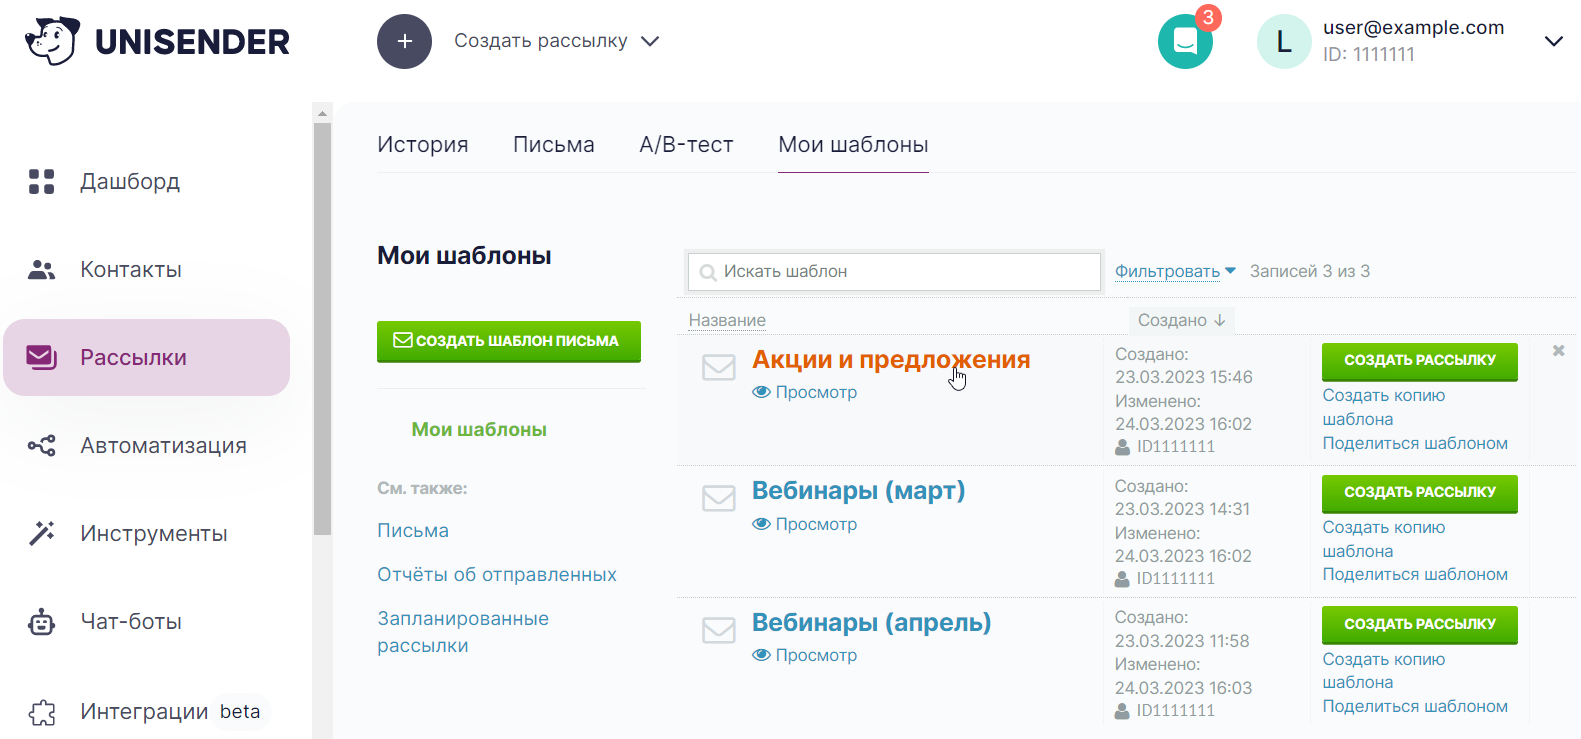 UNISENDER
+ Создать рассылку
3
L
user@example.com
ID: 1111111
Дашборд
Контакты
Рассылки
Автоматизация
Инструменты
Чат-боты
Интеграции beta
История Письма А/В-тест Мои шаблоны
Мои шаблоны
СОЗДАТЬ ШАБЛОН ПИСЬМА
Мои шаблоны
См. также:
Письма
Отчёты об отправленных
Запланированные
рассылки
Искать шаблон
Фильтровать Записей 3 из 3
Название Создано ↓
Акции и предложения
Просмотр
Создано:
23.03.2023 15:46
Изменено:
24.03.2023 16:02
ID1111111
СОЗДАТЬ РАССЫЛКУ
Создать копию
шаблона
Поделиться шаблоном
Вебинары (март)
Просмотр
Создано:
23.03.2023 14:31
Изменено:
24.03.2023 16:02
ID1111111
СОЗДАТЬ РАССЫЛКУ
Создать копию
шаблона
Поделиться шаблоном
Вебинары (апрель)
Просмотр
Создано:
23.03.2023 11:58
Изменено:
24.03.2023 16:03
ID1111111
СОЗДАТЬ РАССЫЛКУ
Создать копию
шаблона
Поделиться шаблоном